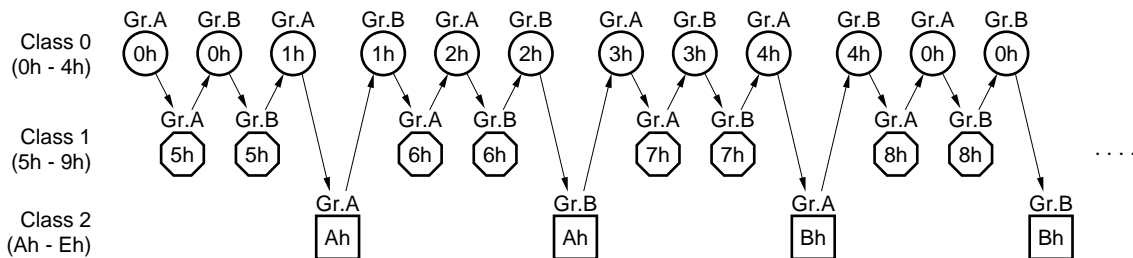 Gr.A Gr.B Gr.A Gr.B Gr.A Gr.B Gr.A Gr.B Gr.A Gr.B Gr.A Gr.B
Class 0
(0h - 4h)
0h 0h 1h 1h 2h 2h 3h 3h 4h 4h 0h 0h
Gr.A Gr.B Gr.A Gr.B Gr.A Gr.B Gr.A Gr.B
Class 1
(5h - 9h)
5h 5h 6h 6h 7h 7h 8h 8h ....
Gr.A Gr.B Gr.A Gr.B
Class 2
(Ah - Eh)
Ah Ah Bh Bh